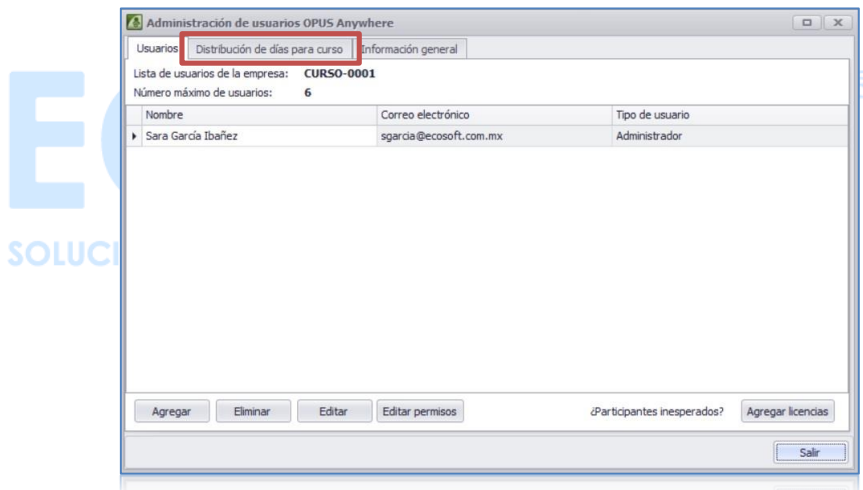 Administración de usuarios OPUS Anywhere
Usuarios Distribución de días para curso Información general
Lista de usuarios de la empresa: CURSO-0001
Número máximo de usuarios: 6
Nombre Correo electrónico Tipo de usuario
Sara García Ibañez sgarcia@ecosoft.com.mx Administrador
SOLUCI
Agregar Eliminar Editar Editar permisos ¿Participantes inesperados? Agregar licencias
Salir